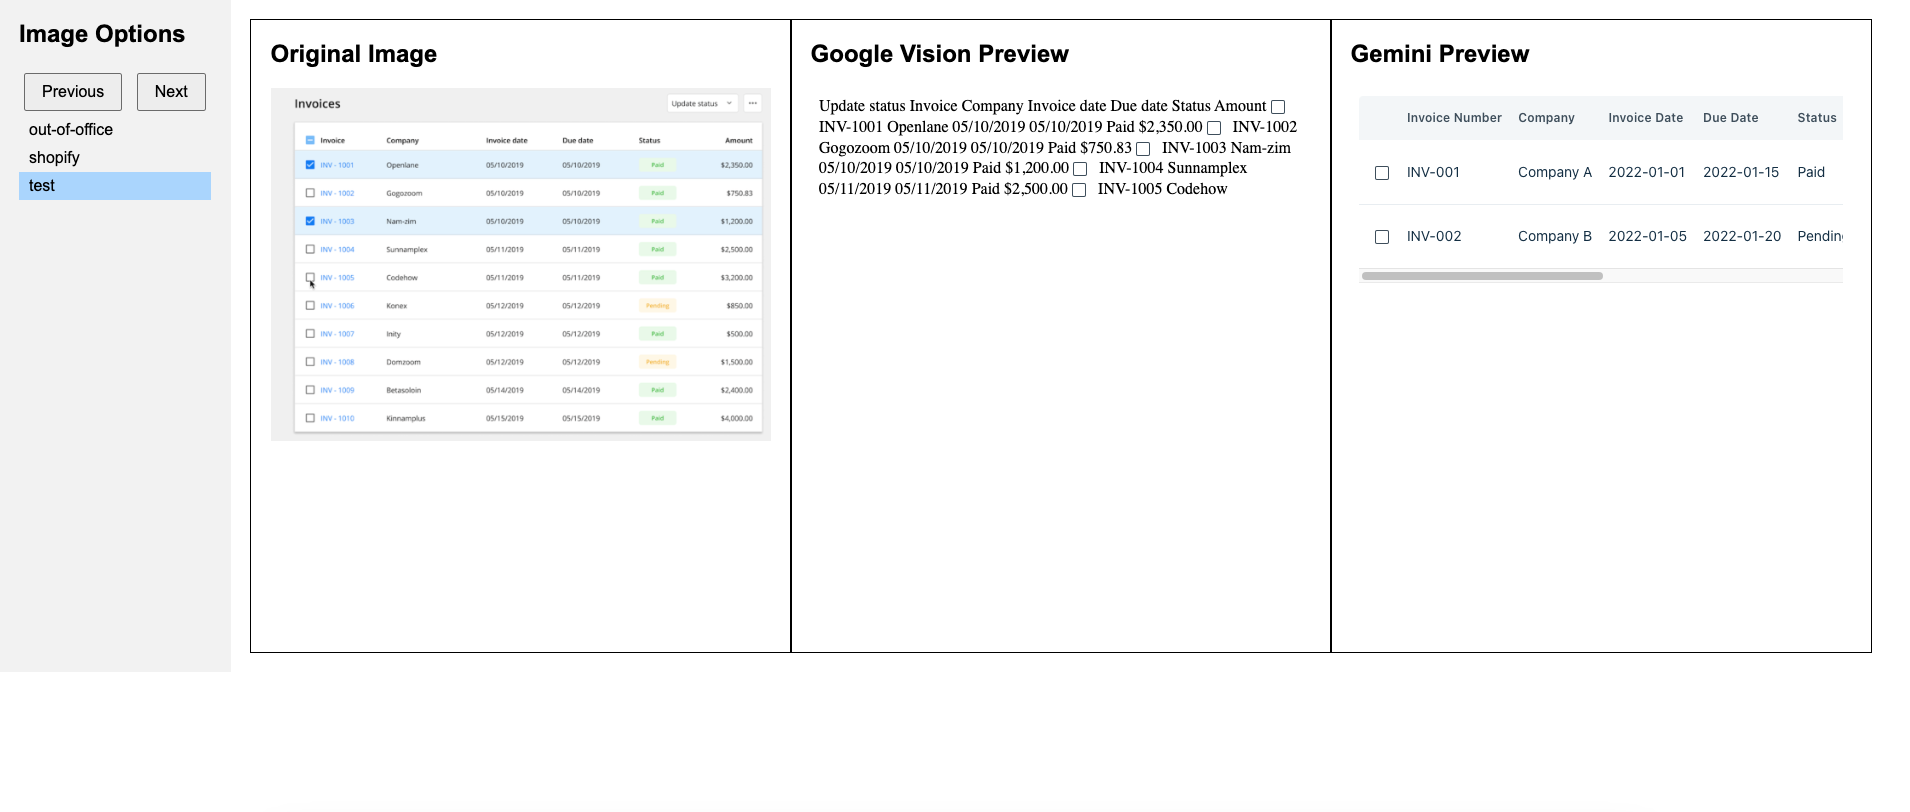 Image Options
Previous Next
out-of-office
shopify
test
Original Image
Invoices Update status
Invoice Company Invoice date Due date Status Amount
INV - 1001 Openlane 05/10/2019 05/10/2019 Paid $2,350.00
INV - 1002 Gogozoom 05/10/2019 05/10/2019 Paid $750.83
INV - 1003 Nam-zim 05/10/2019 05/10/2019 Paid $1,200.00
INV - 1004 Sunnamplex 05/11/2019 05/11/2019 Paid $2,500.00
INV - 1005 Codehow 05/11/2019 05/11/2019 Paid $3,200.00
INV - 1006 Konex 05/12/2019 05/12/2019 Pending $850.00
INV - 1007 Inity 05/12/2019 05/12/2019 Paid $500.00
INV - 1008 Domzoom 05/12/2019 05/12/2019 Pending $1,500.00
INV - 1009 Betasoloin 05/14/2019 05/14/2019 Paid $2,400.00
INV - 1010 Kinnamplus 05/15/2019 05/15/2019 Paid $4,000.00
Google Vision Preview
Update status Invoice Company Invoice date Due date Status Amount
INV-1001 Openlane 05/10/2019 05/10/2019 Paid $2,350.00 INV-1002
Gogozoom 05/10/2019 05/10/2019 Paid $750.83 INV-1003 Nam-zim
05/10/2019 05/10/2019 Paid $1,200.00 INV-1004 Sunnamplex
05/11/2019 05/11/2019 Paid $2,500.00 INV-1005 Codehow
Gemini Preview
Invoice Number Company Invoice Date Due Date Status
INV-001 Company A 2022-01-01 2022-01-15 Paid
INV-002 Company B 2022-01-05 2022-01-20 Pendin